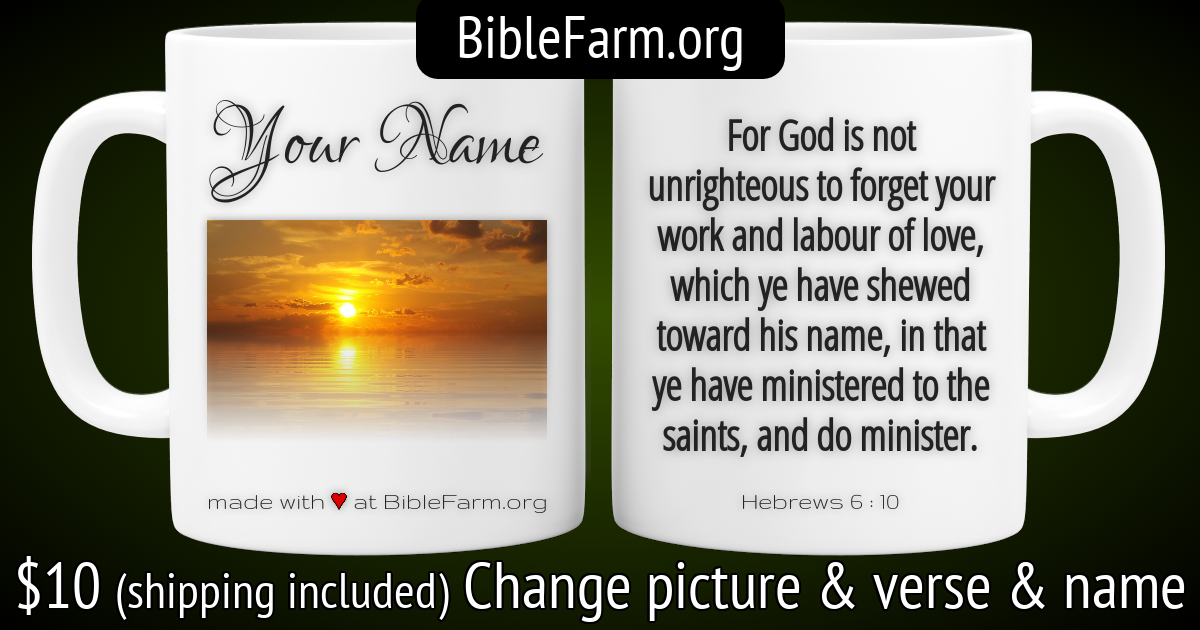 BibleFarm.org
Your Name
made with ♥ at BibleFarm.org
For God is not
unrighteous to forget your
work and labour of love,
which ye have shewed
toward his name, in that
ye have ministered to the
saints, and do minister.
Hebrews 6 : 10
$10 (shipping included) Change picture & verse & name